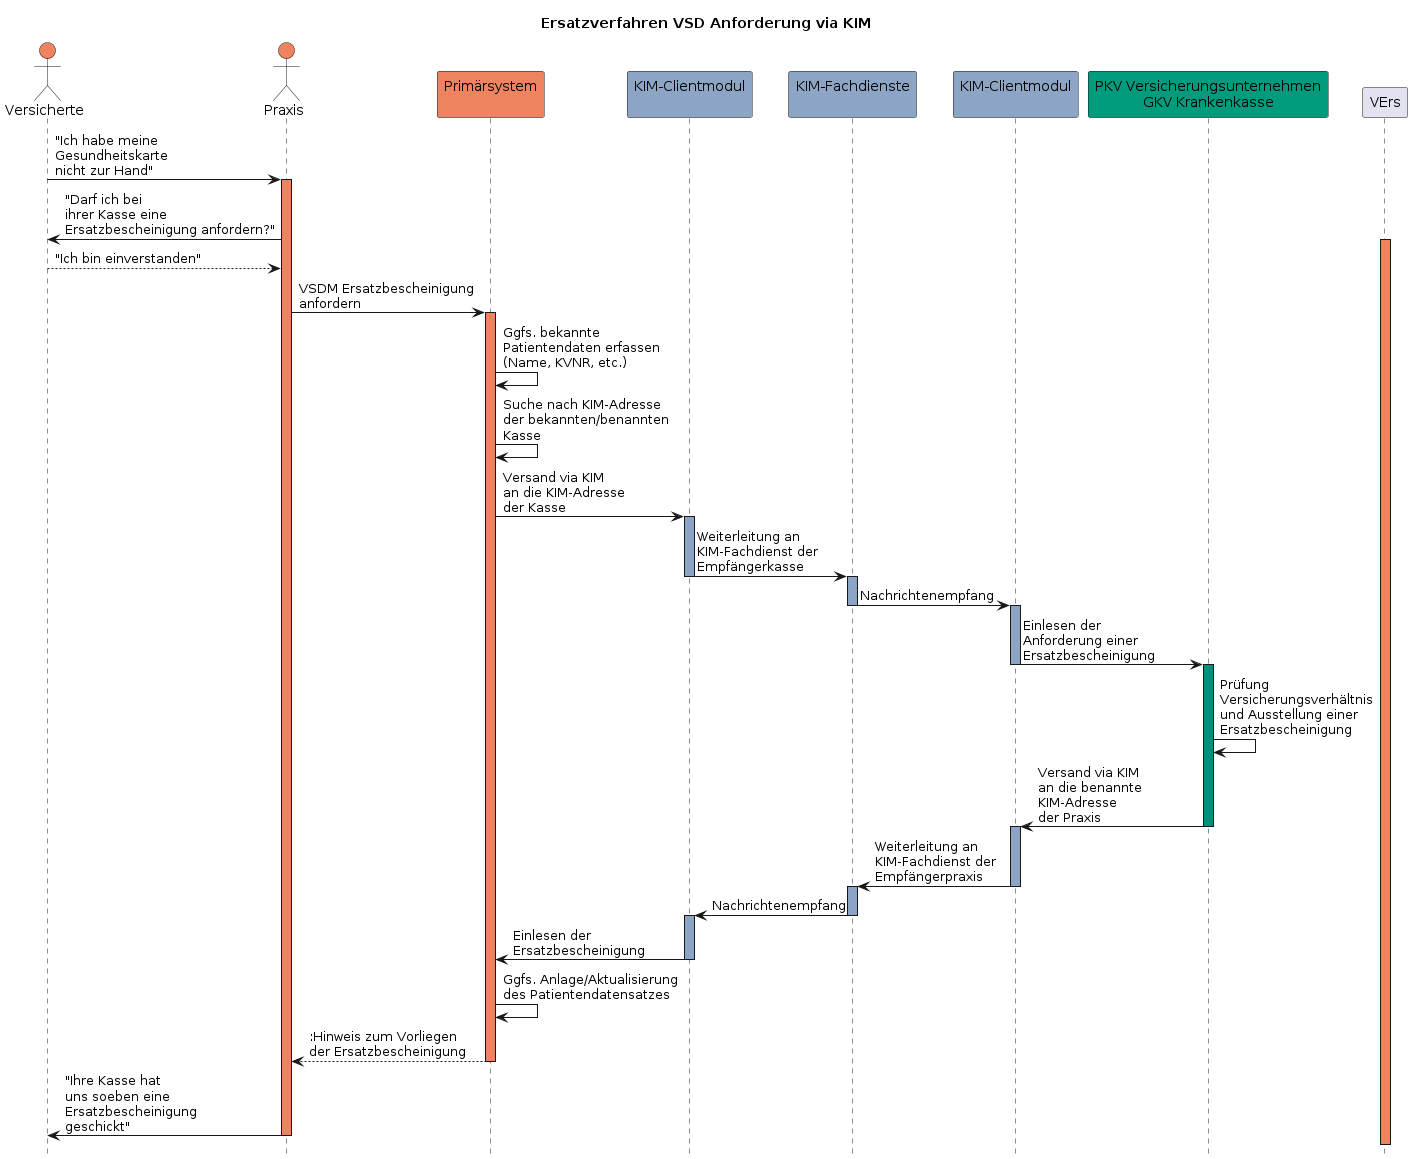 Ersatzverfahren VSD Anforderung via KIM
Versicherte
Praxis
Primärsystem
KIM-Clientmodul
KIM-Fachdienste
KIM-Clientmodul
PKV Versicherungsunternehmen
GKV Krankenkasse
VErs
"Ich habe meine
Gesundheitskarte
nicht zur Hand"
"Darf ich bei
ihrer Kasse eine
Ersatzbescheinigung anfordern?"
"Ich bin einverstanden"
VSDM Ersatzbescheinigung
anfordern
Ggfs. bekannte
Patientendaten erfassen
(Name, KVNR, etc.)
Suche nach KIM-Adresse
der bekannten/benannten
Kasse
Versand via KIM
an die KIM-Adresse
der Kasse
Weiterleitung an
KIM-Fachdienst der
Empfängerkasse
Nachrichtenempfang
Einlesen der
Anforderung einer
Ersatzbescheinigung
Prüfung
Versicherungsverhältnis
und Ausstellung einer
Ersatzbescheinigung
Versand via KIM
an die benannte
KIM-Adresse
der Praxis
Weiterleitung an
KIM-Fachdienst der
Empfängerpraxis
Nachrichtenempfang
Einlesen der
Ersatzbescheinigung
Ggfs. Anlage/Aktualisierung
des Patientendatensatzes
:Hinweis zum Vorliegen
der Ersatzbescheinigung
"Ihre Kasse hat
uns soeben eine
Ersatzbescheinigung
geschickt"